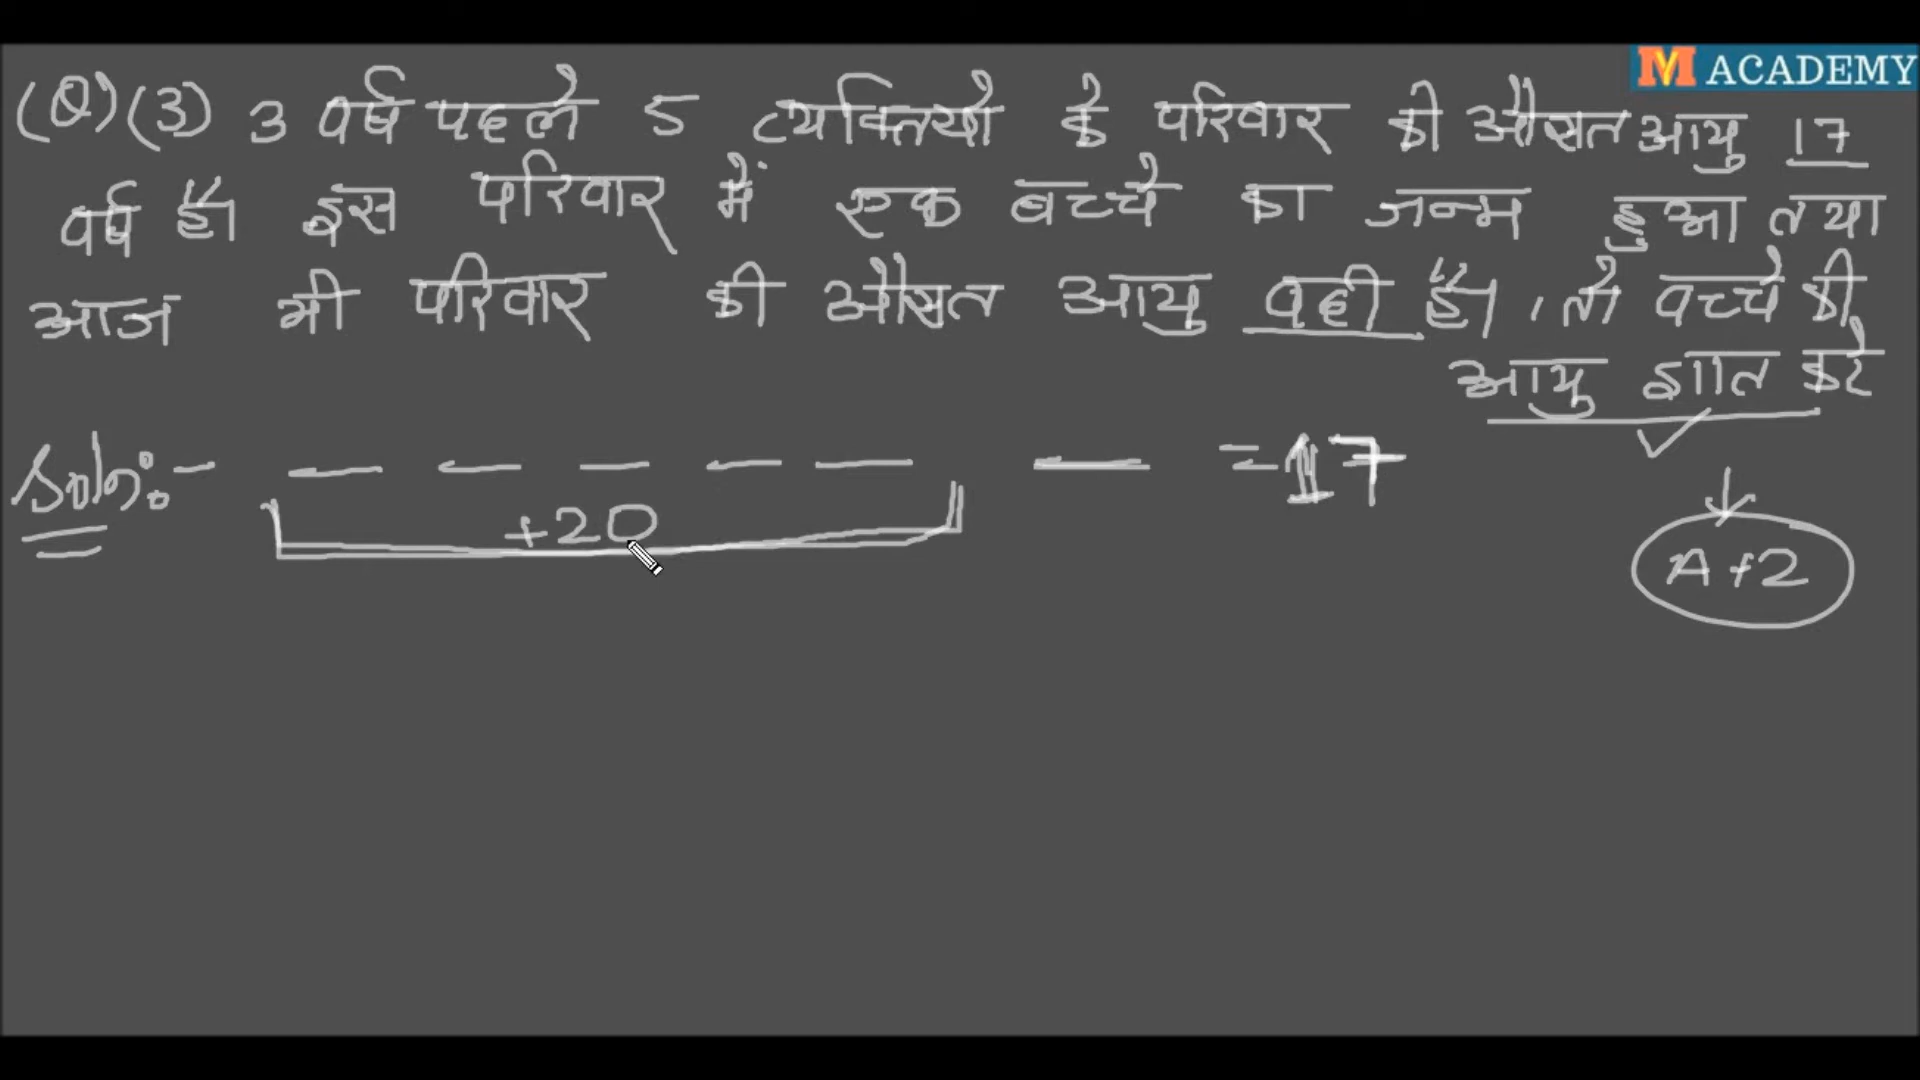 M ACADEMY
(Q) (3) 3 वर्ष पहले 5 व्यक्तियो के परिवार की औसत आयु 17
वर्ष है। इस परिवार में एक बच्चे का जन्म हुआ तथा
आज भी परिवार की औसत आयु वही है।, तो बच्चे की
आयु ज्ञात करे
Soln:- = 17
+20
A+2